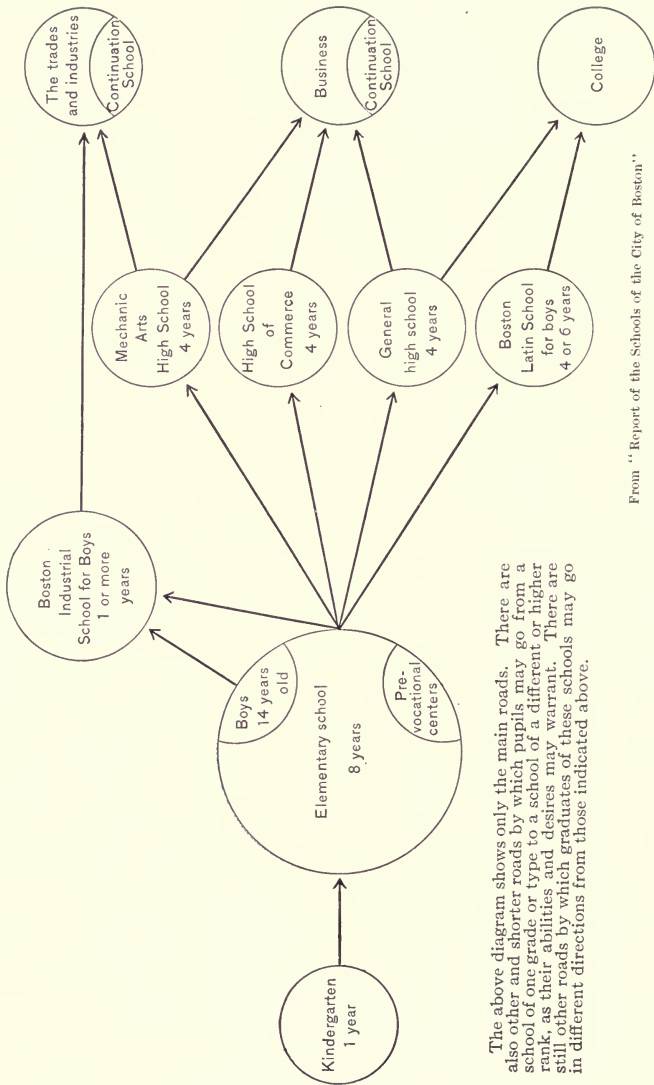 Kindergarten
1 year
Elementary school
8 years
Boys
14 years
old
Pre-
vocational
centers
Boston
Industrial
School for Boys
1 or more
years
Mechanic
Arts
High School
4 years
High School
of
Commerce
4 years
General
high school
4 years
Boston
Latin School
for boys
4 or 6 years
The trades
and industries
Continuation
School
Business
Continuation
School
College
The above diagram shows only the main roads. There are
also other and shorter roads by which pupils may go from a
school of one grade or type to a school of a different or higher
rank, as their abilities and desires may warrant. There are
still other roads by which graduates of these schools may go
in different directions from those indicated above.
From "Report of the Schools of the City of Boston"